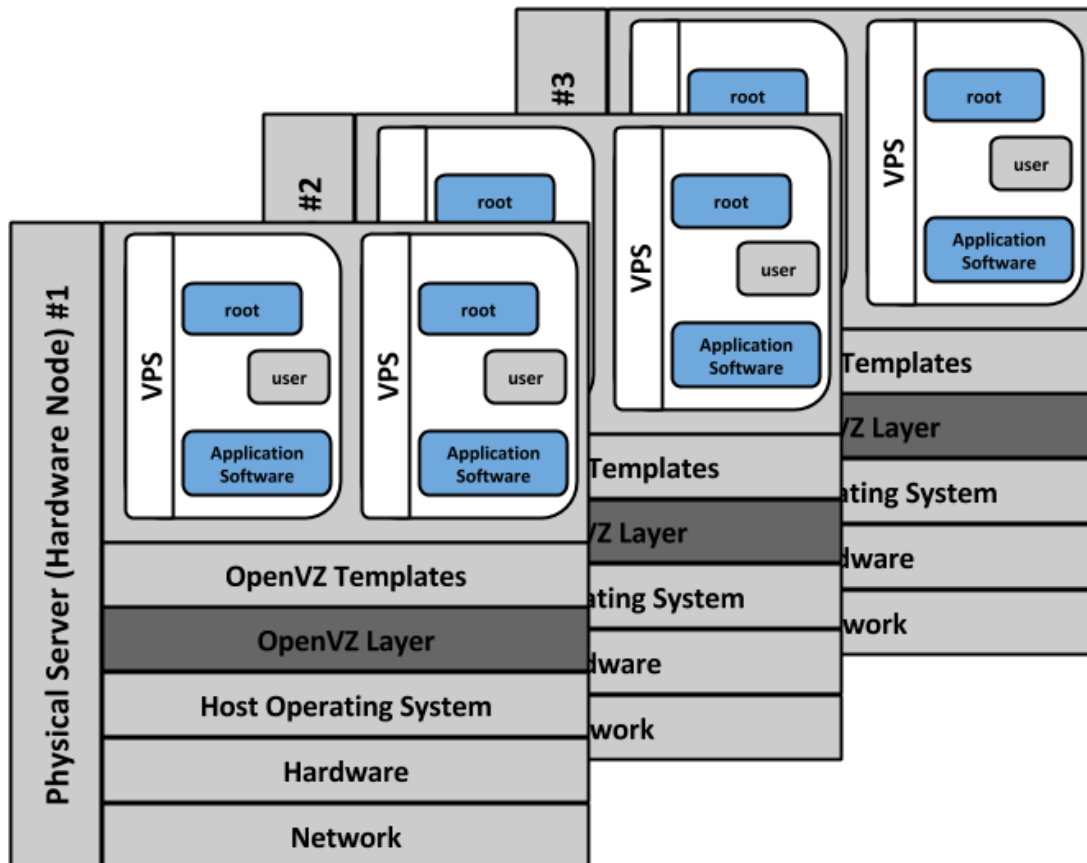 #3
root
root
user
VPS
Application
Software
Templates
VZ Layer
ating System
dware
work
#2
root
root
user
VPS
Application
Software
Templates
VZ Layer
ating System
dware
work
Physical Server (Hardware Node) #1
VPS
root
user
Application
Software
VPS
root
user
Application
Software
OpenVZ Templates
OpenVZ Layer
Host Operating System
Hardware
Network